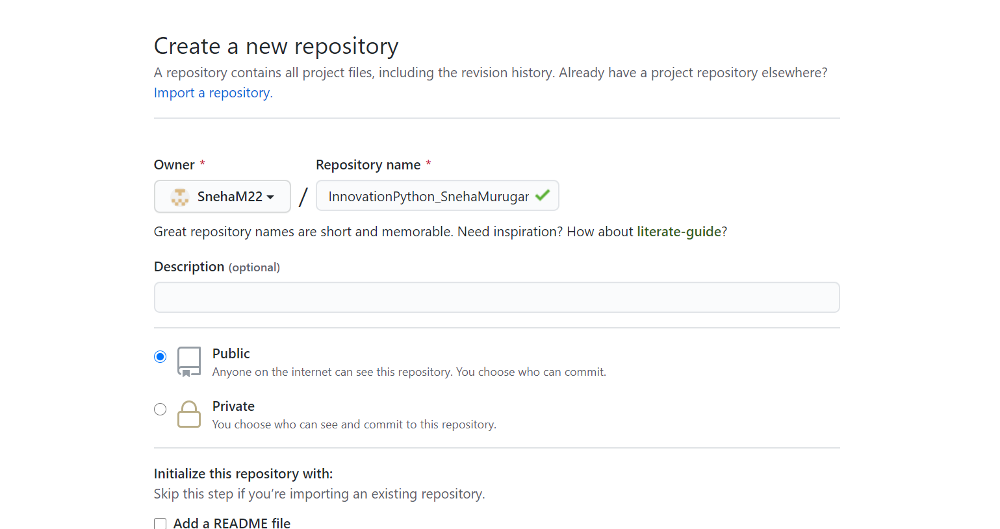 Create a new repository
A repository contains all project files, including the revision history. Already have a project repository elsewhere?
Import a repository.
Owner * Repository name *
SnehaM22 / InnovationPython_SnehaMurugar
Great repository names are short and memorable. Need inspiration? How about literate-guide?
Description (optional)
Public
Anyone on the internet can see this repository. You choose who can commit.
Private
You choose who can see and commit to this repository.
Initialize this repository with:
Skip this step if you’re importing an existing repository.
Add a README file